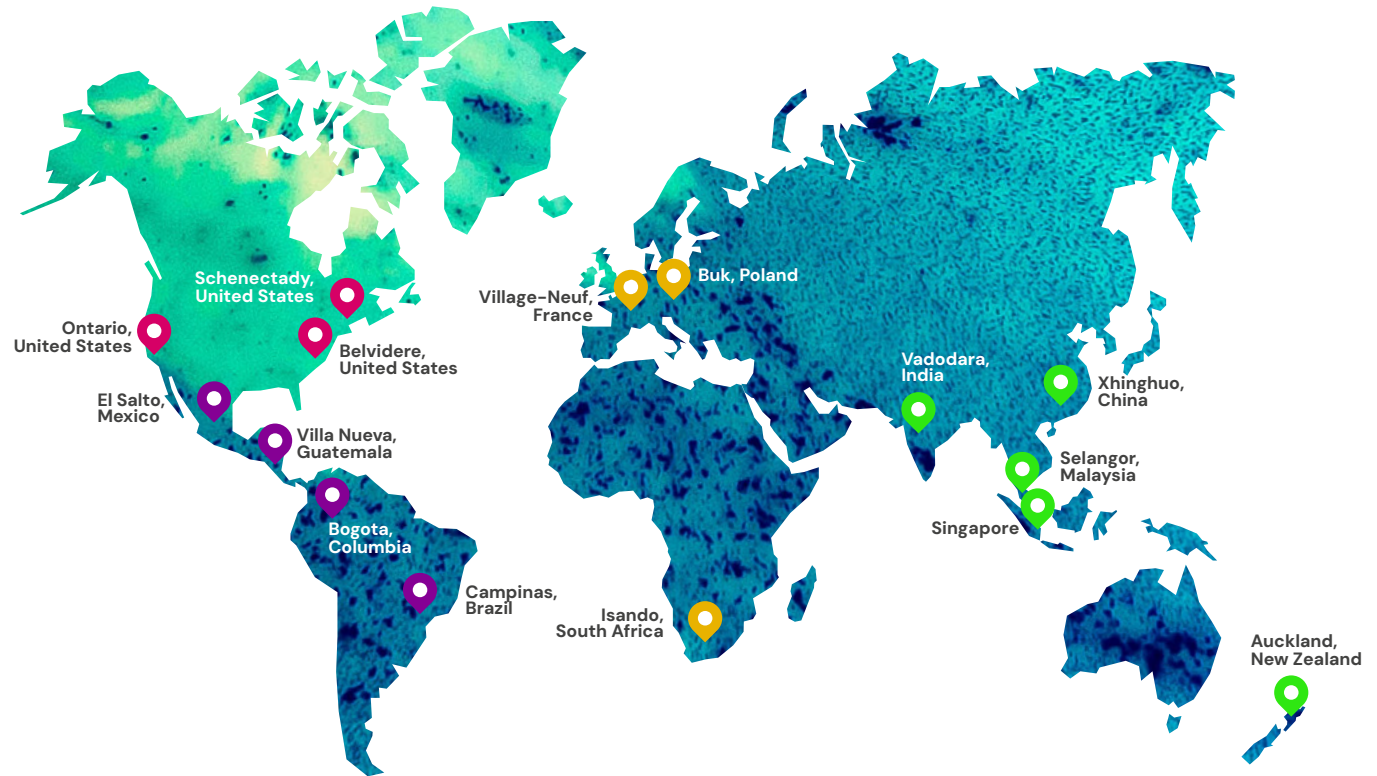 Schenectady,
United States
Ontario,
United States
Belvidere,
United States
El Salto,
Mexico
Villa Nueva,
Guatemala
Bogota,
Columbia
Campinas,
Brazil
Village-Neuf,
France
Buk, Poland
Isando,
South Africa
Vadodara,
India
Xhinghuo,
China
Selangor,
Malaysia
Singapore
Auckland,
New Zealand